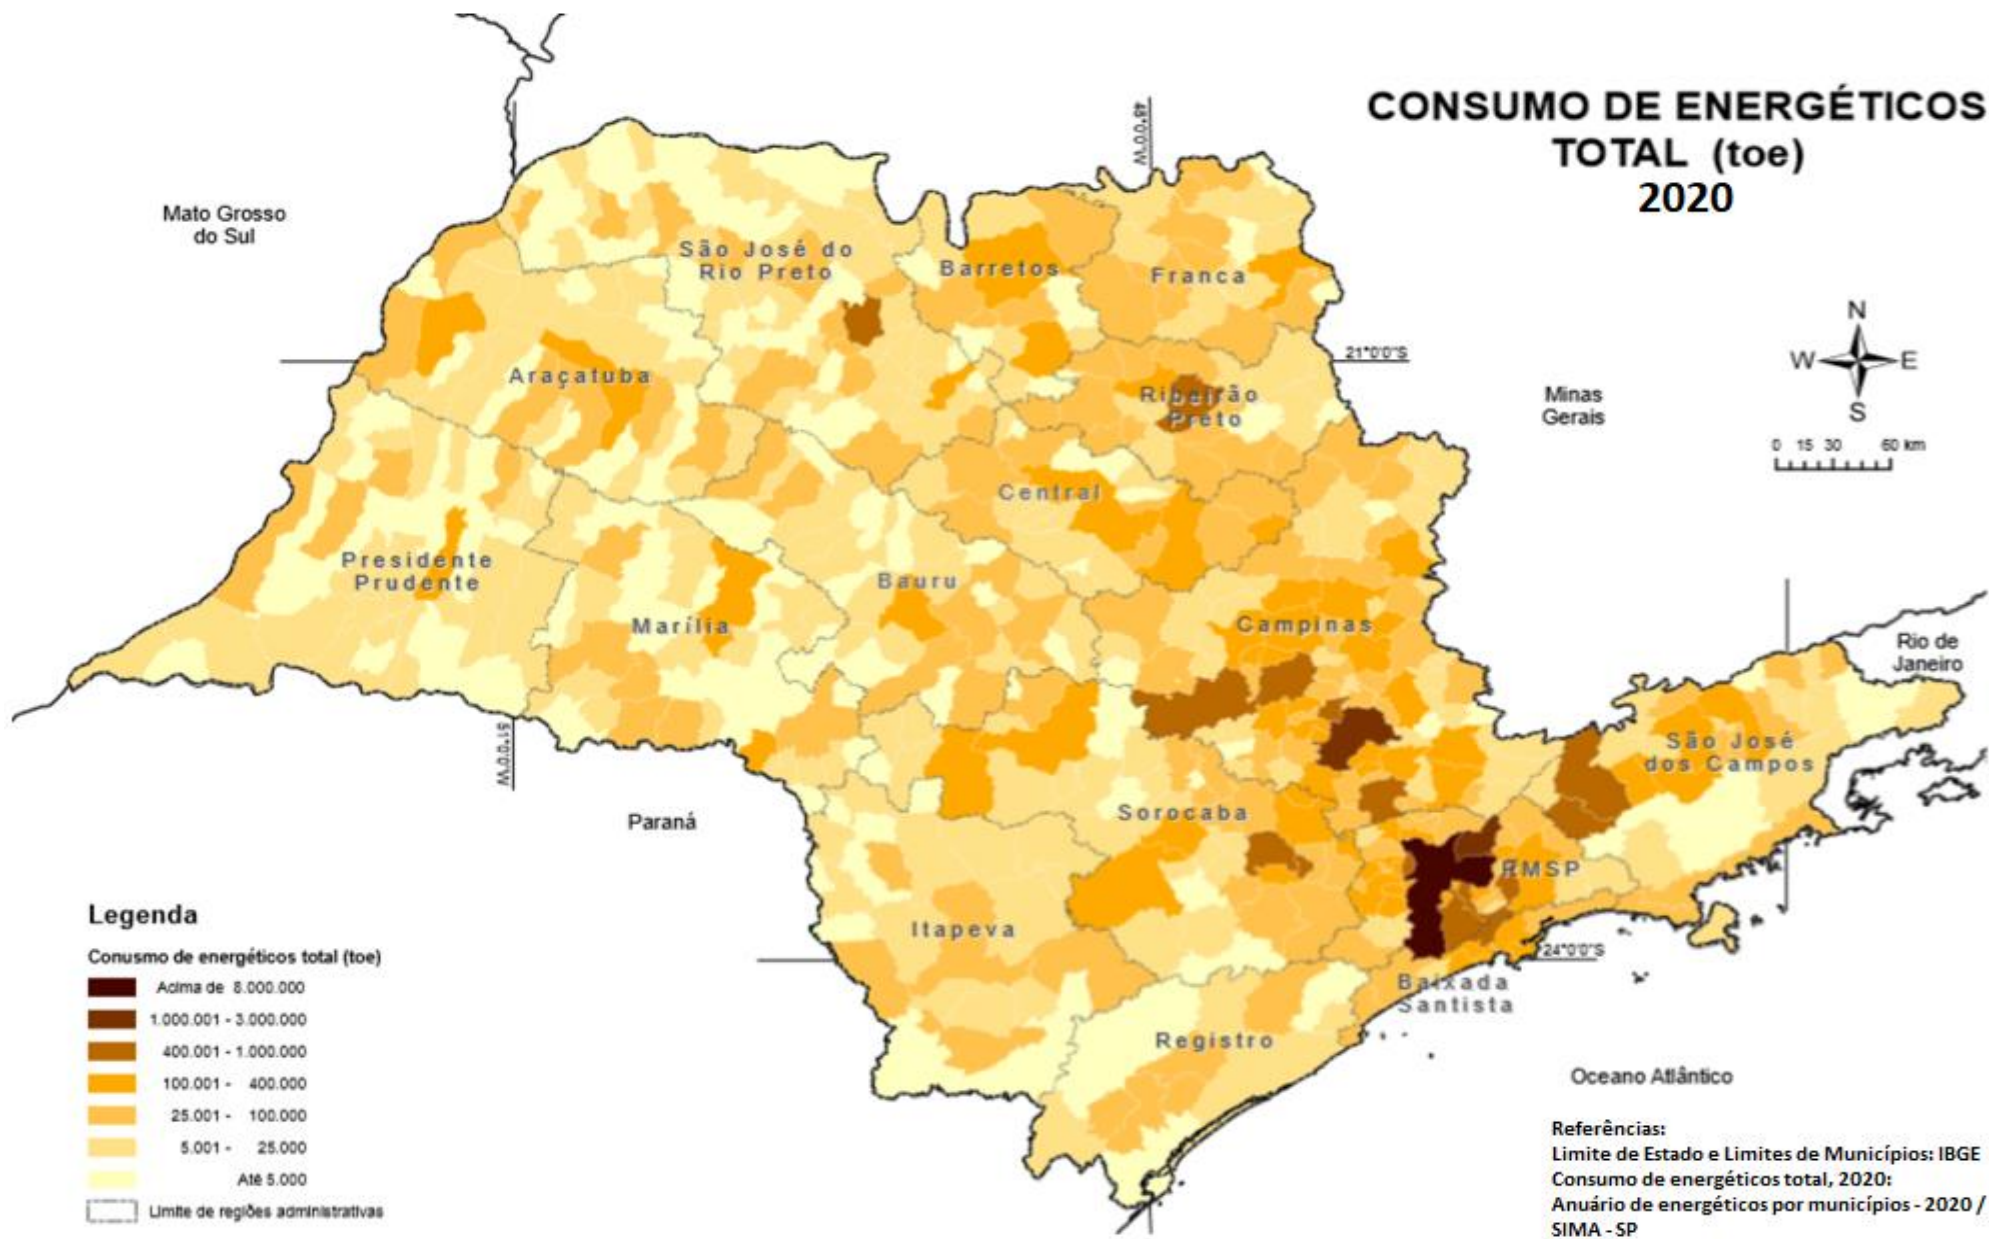 CONSUMO DE ENERGÉTICOS
TOTAL (toe)
2020
48°0'0"W
Mato Grosso
do Sul
São José do
Rio Preto
Barretos
Franca
N
W
E
S
21°0'0"S
Araçatuba
Ribeirão
Preto
Minas
Gerais
0 15 30 60 km
Central
Presidente
Prudente
Bauru
Marília
Campinas
Rio de
Janeiro
51°0'0"W
São José
dos Campos
Paraná
Sorocaba
RMSP
Itapeva
24°0'0"S
Baixada
Santista
Registro
Oceano Atlântico
Legenda
Conusmo de energéticos total (toe)
Acima de 8.000.000
1.000.001 - 3.000.000
400.001 - 1.000.000
100.001 - 400.000
25.001 - 100.000
5.001 - 25.000
Até 5.000
Limite de regiões administrativas
Referências:
Limite de Estado e Limites de Municípios: IBGE
Consumo de energéticos total, 2020:
Anuário de energéticos por municípios - 2020 /
SIMA - SP